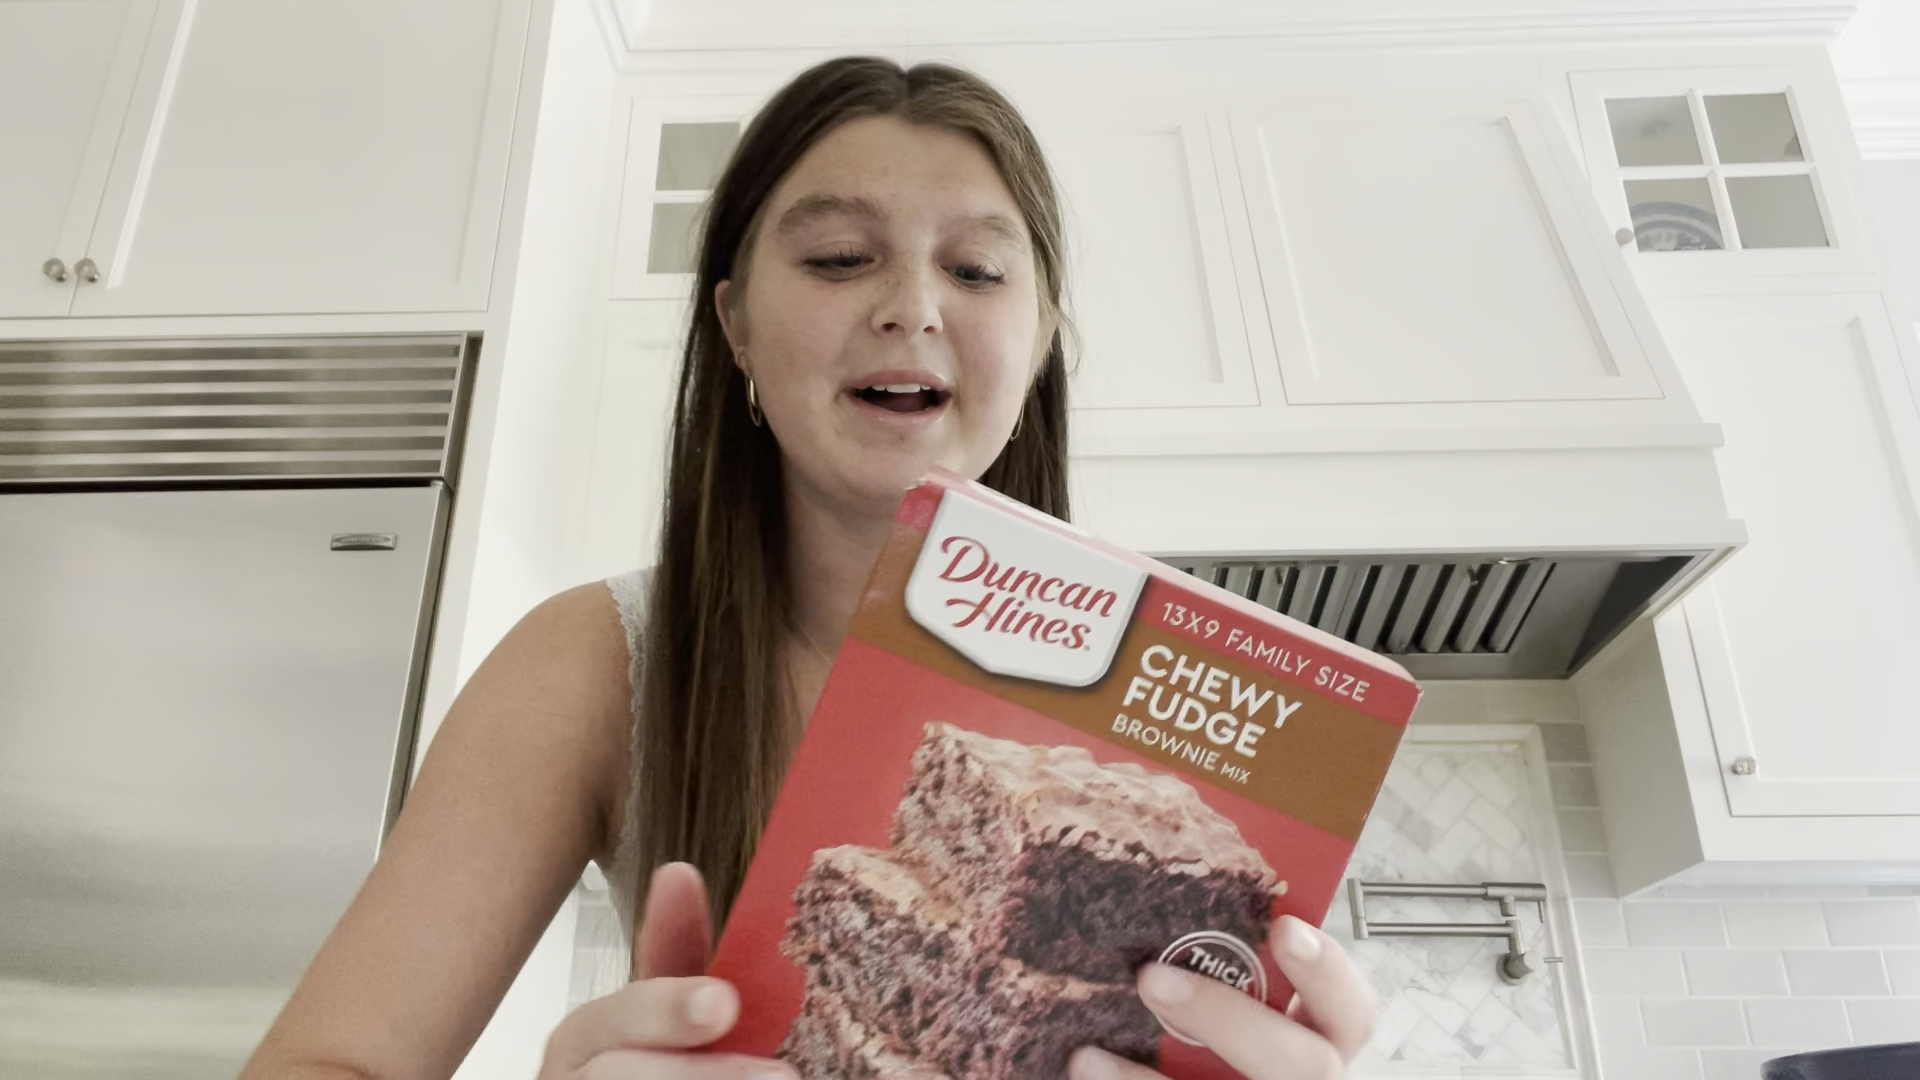 Duncan
Hines.
13X9 FAMILY SIZE
CHEWY
FUDGE
BROWNIE MIX
THICK